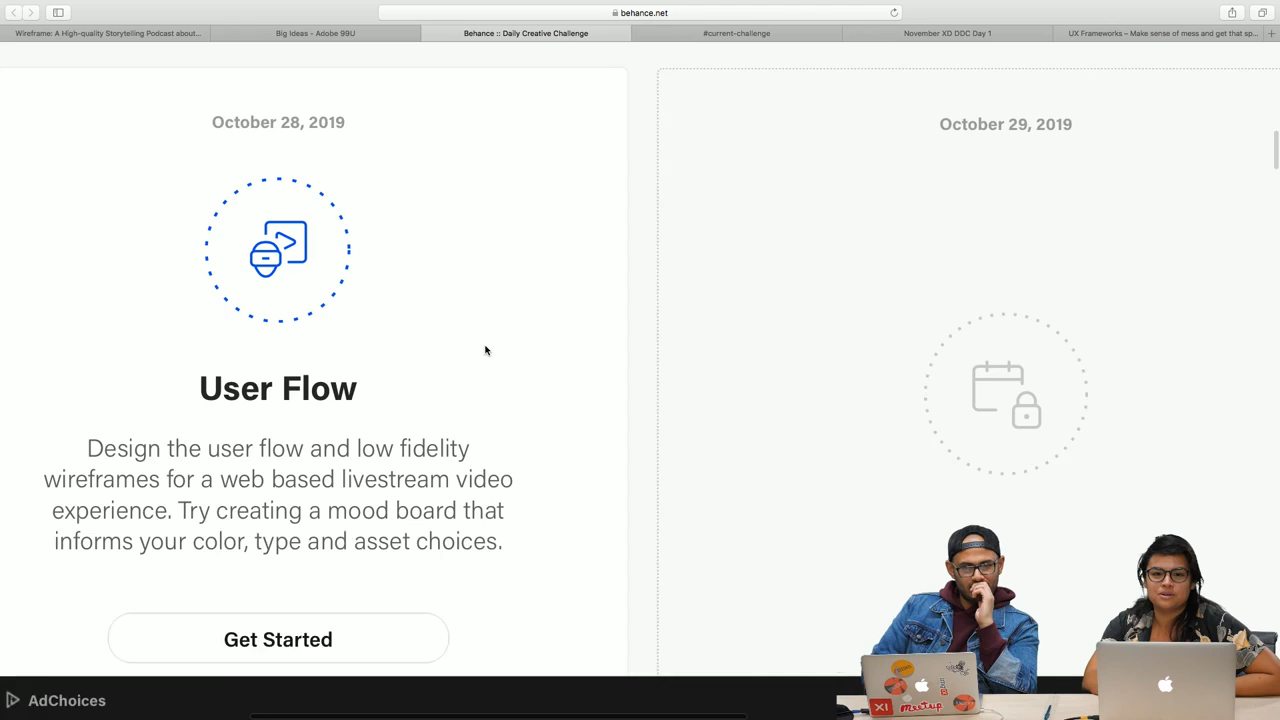 behance.net
Wireframe: A High-quality Storytelling Podcast about...
Big Ideas - Adobe 99U
Behance :: Daily Creative Challenge
#current-challenge
November XD DDC Day 1
UX Frameworks – Make sense of mess and get that sp...
October 28, 2019
User Flow
Design the user flow and low fidelity
wireframes for a web based livestream video
experience. Try creating a mood board that
informs your color, type and asset choices.
Get Started
October 29, 2019
AdChoices
XI
Meetup